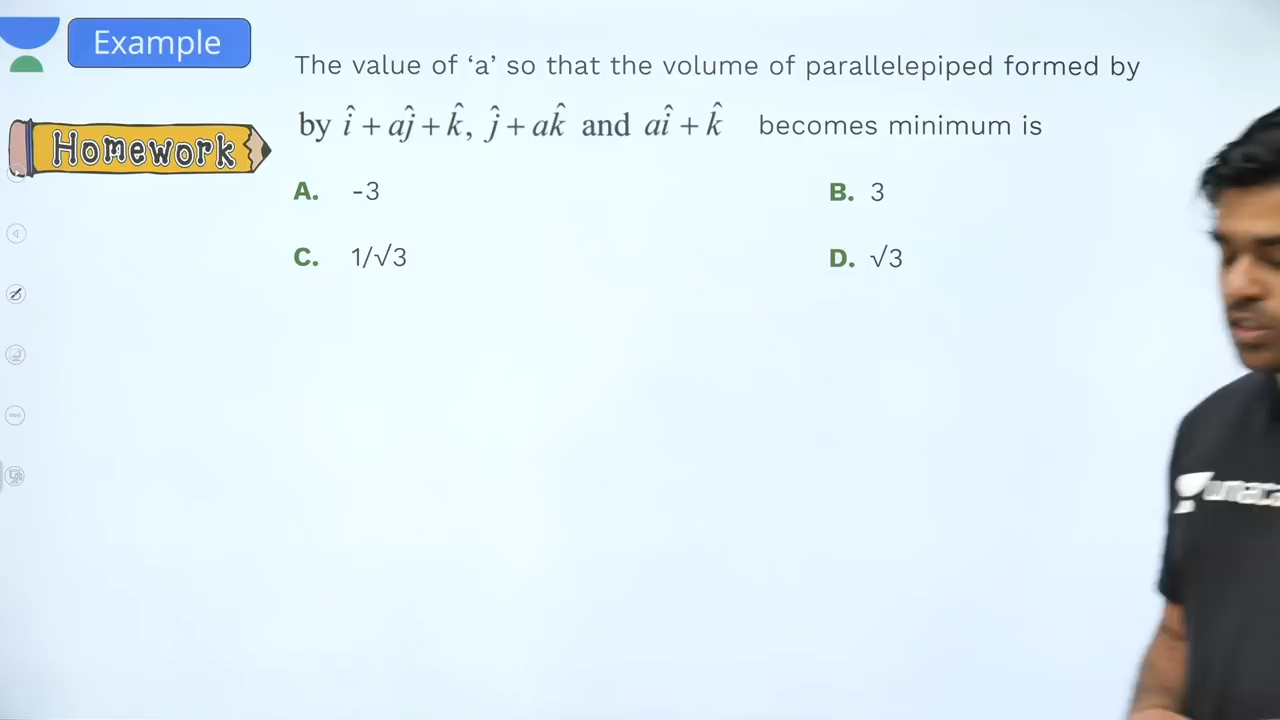 Example
The value of ‘a’ so that the volume of parallelepiped formed by
Homework
by î + aĵ + k̂, ĵ + ak̂ and aî + k̂ becomes minimum is
A. -3
B. 3
C. 1/√3
D. √3